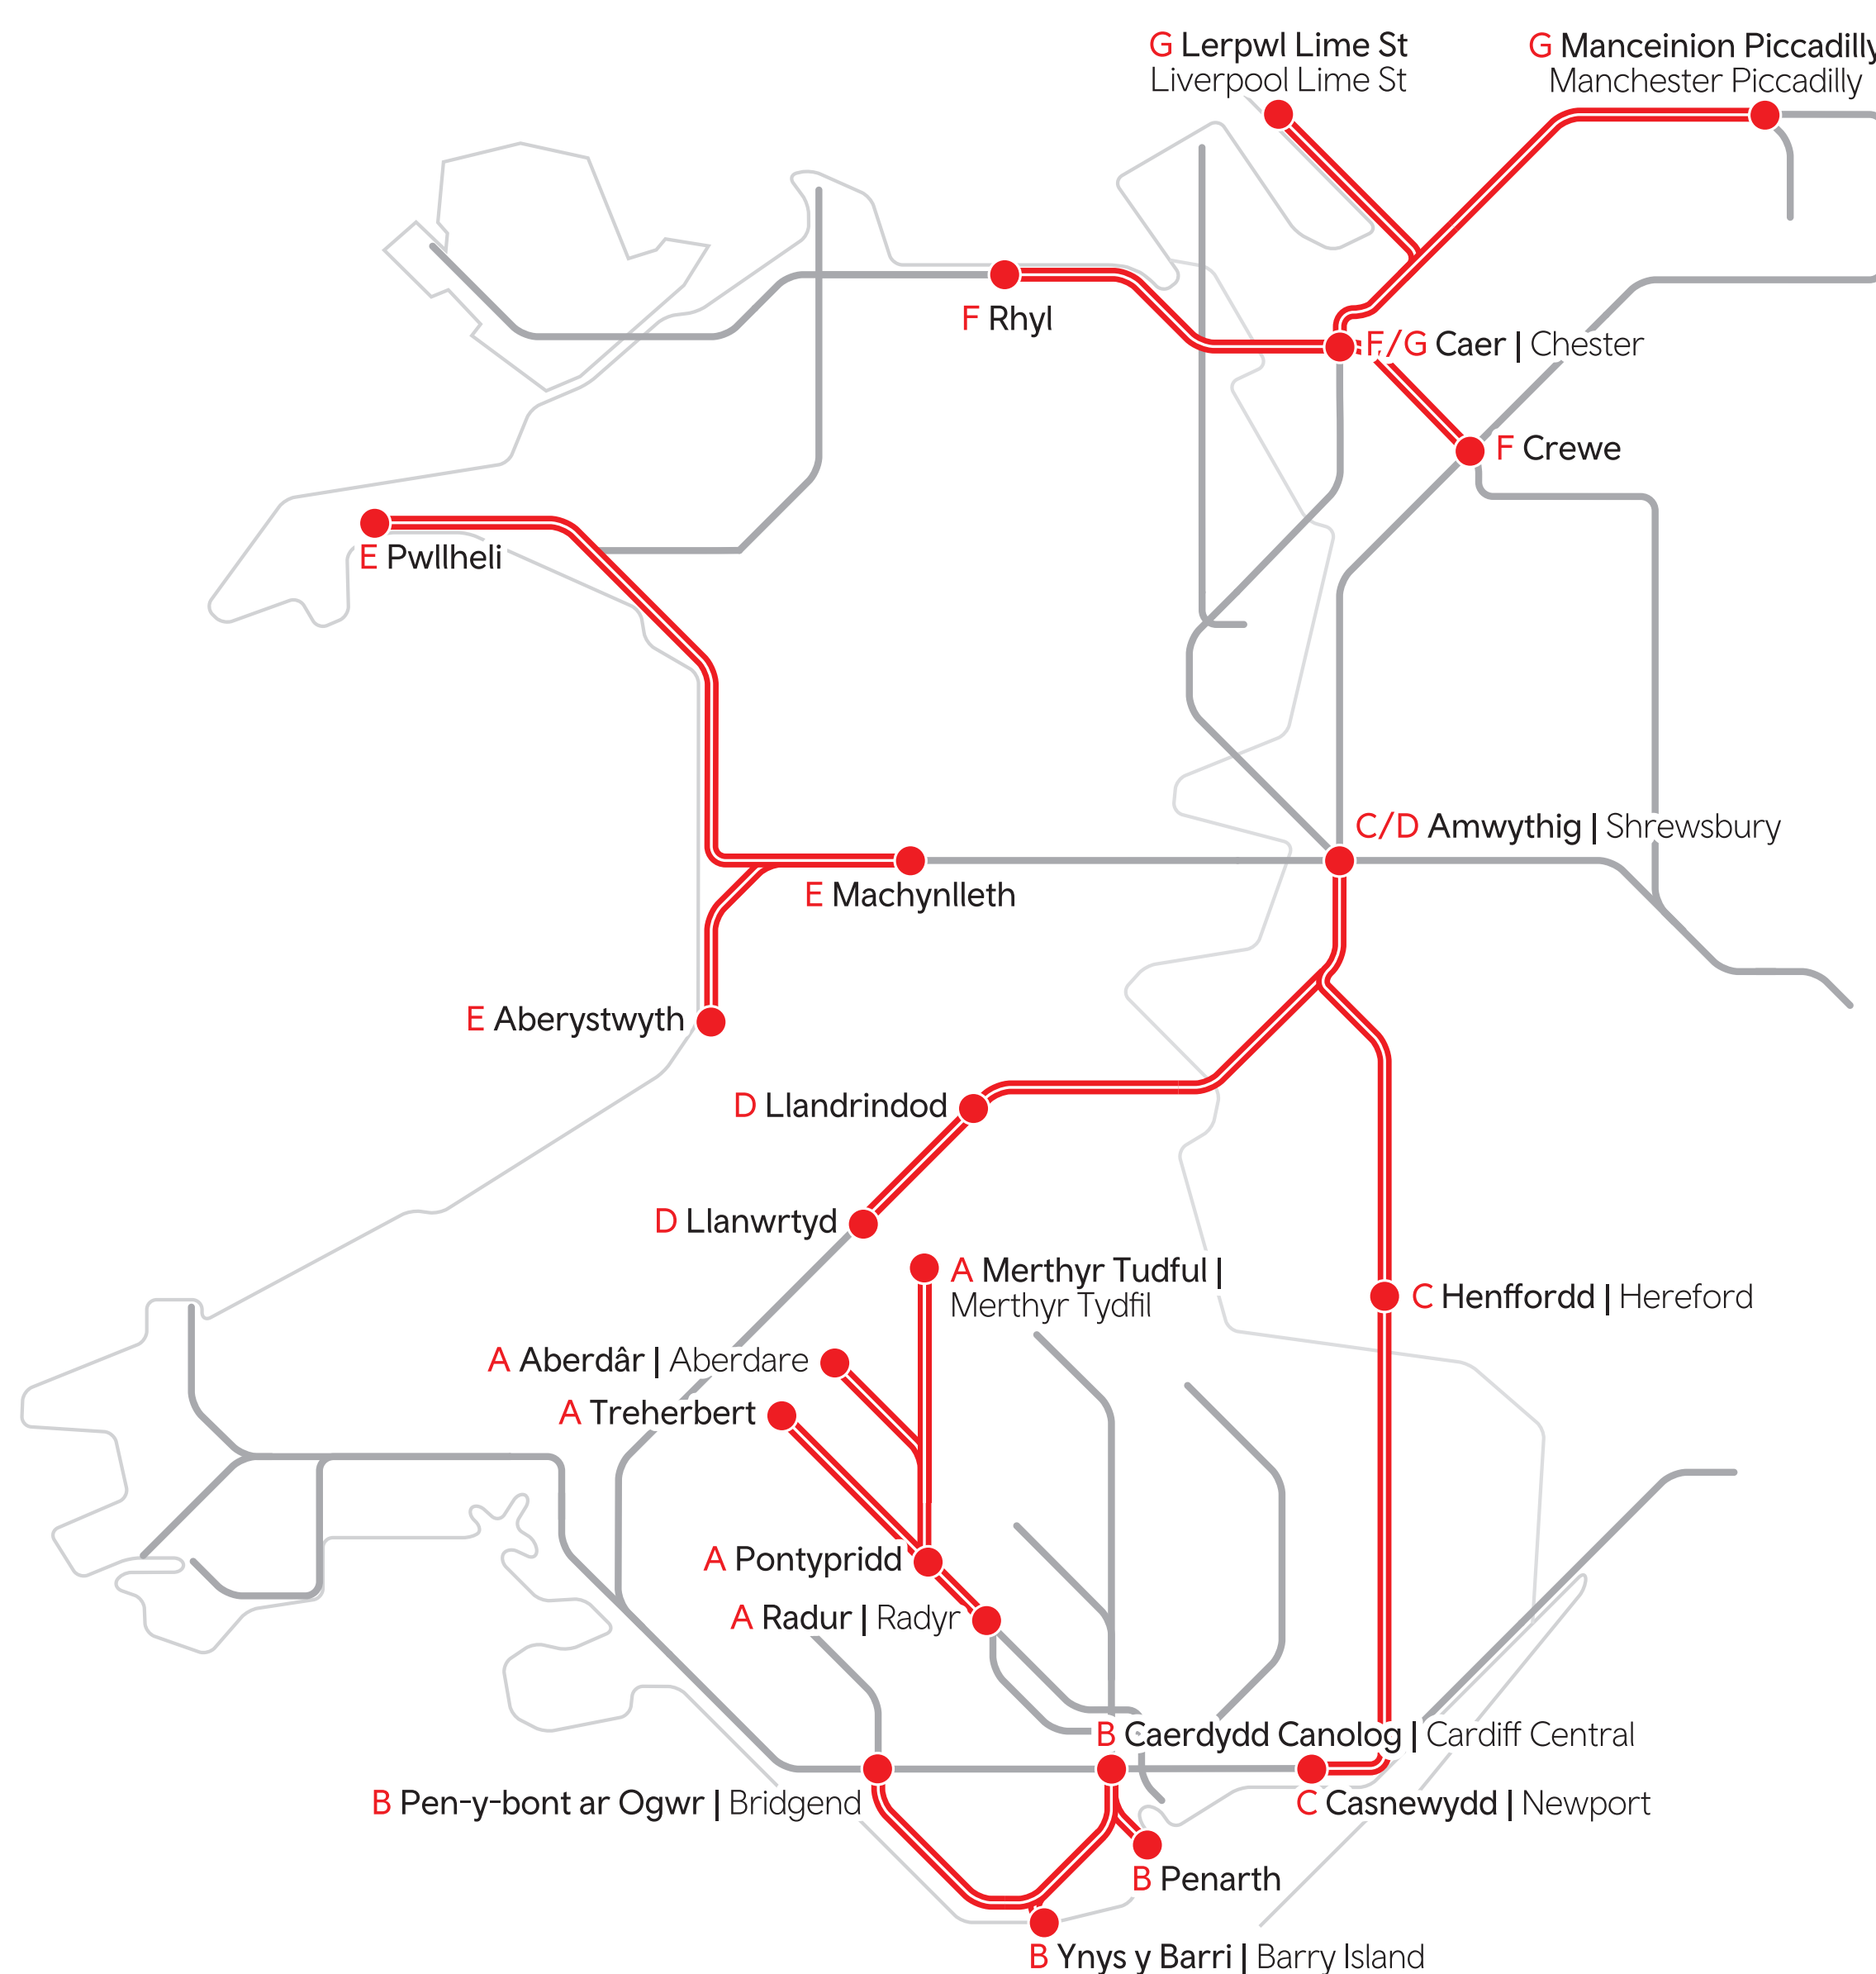 G Lerpwl Lime St
Liverpool Lime St
G Manceinion Piccadilly
Manchester Piccadilly
F Rhyl
F/G Caer | Chester
F Crewe
E Pwllheli
C/D Amwythig | Shrewsbury
E Machynlleth
E Aberystwyth
D Llandrindod
D Llanwrtyd
A Merthyr Tudful |
Merthyr Tydfil
C Henffordd | Hereford
A Aberdâr | Aberdare
A Treherbert
A Pontypridd
A Radur | Radyr
B Caerdydd Canolog | Cardiff Central
B Pen-y-bont ar Ogwr | Bridgend
C Casnewydd | Newport
B Penarth
B Ynys y Barri | Barry Island